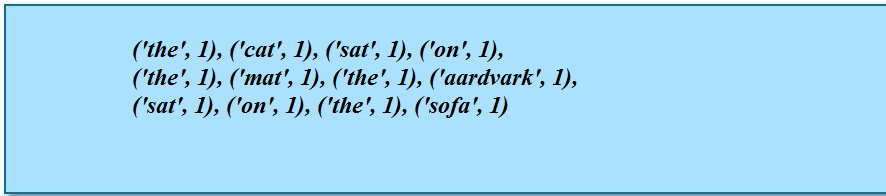 ('the', 1), ('cat', 1), ('sat', 1), ('on', 1),
('the', 1), ('mat', 1), ('the', 1), ('aardvark', 1),
('sat', 1), ('on', 1), ('the', 1), ('sofa', 1)